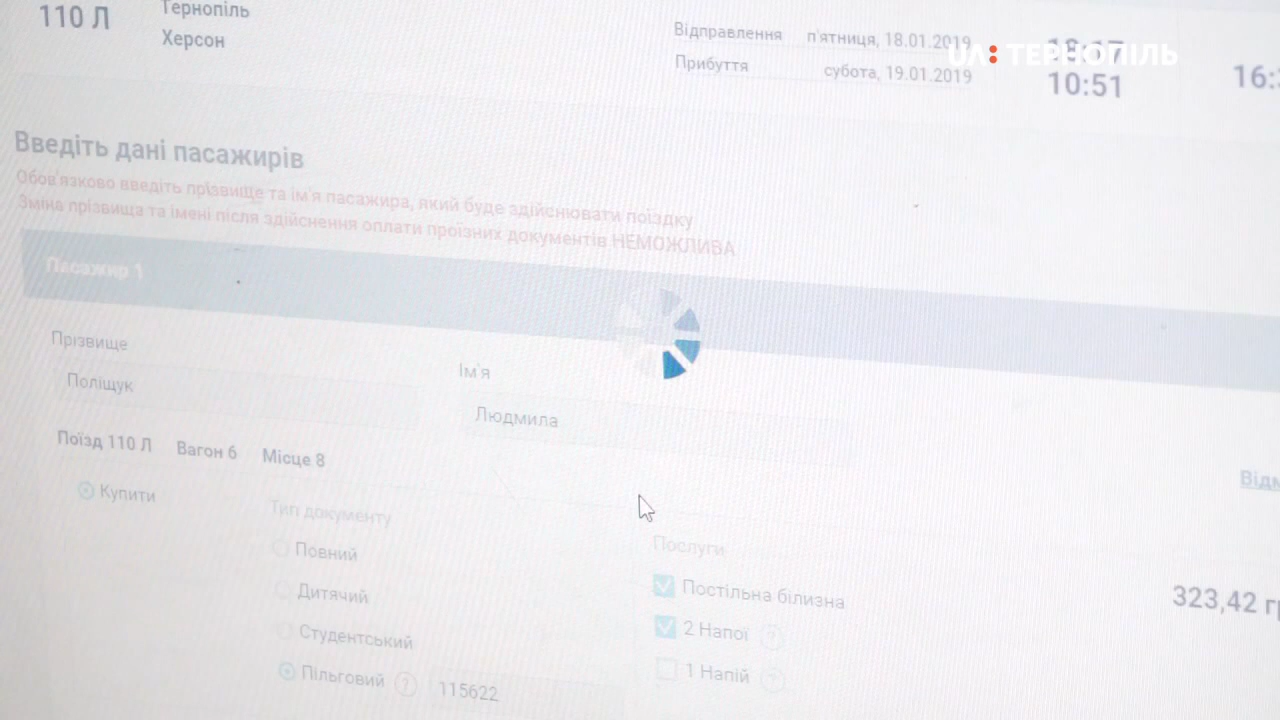 110 Л
Тернопіль
Херсон
Відправлення п'ятниця, 18.01.2019
Прибуття субота, 19.01.2019 10:51
UA: ТЕРНОПІЛЬ
Введіть дані пасажирів
Обов'язково введіть прізвище та ім'я пасажира, який буде здійснювати поїздку
Зміна прізвища та імені після здійснення оплати проїзних документів НЕМОЖЛИВА
Пасажир 1
Прізвище
Ім'я
Поліщук
Людмила
Поїзд 110 Л Вагон 6 Місце 8
Купити
Тип документу
Повний
Дитячий
Студентський
Пільговий ? 115622
Послуги
Постільна білизна
2 Напої ?
1 Напій ?
323,42